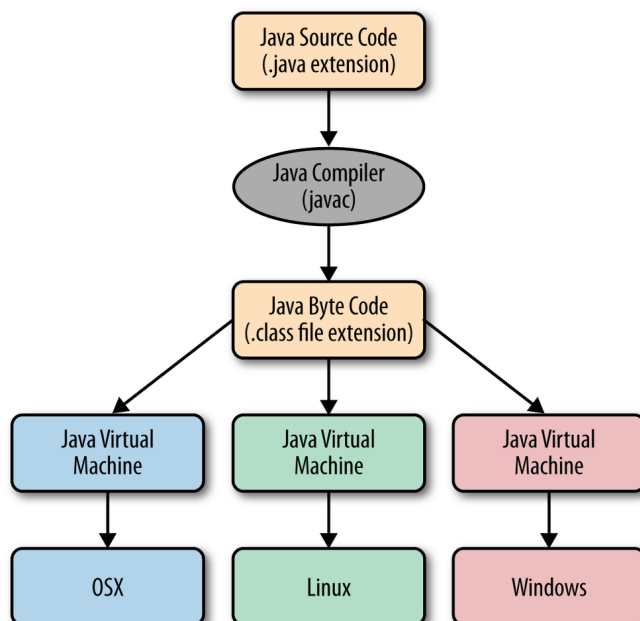 Java Source Code
(.java extension)
Java Compiler
(javac)
Java Byte Code
(.class file extension)
Java Virtual
Machine
Java Virtual
Machine
Java Virtual
Machine
OSX
Linux
Windows